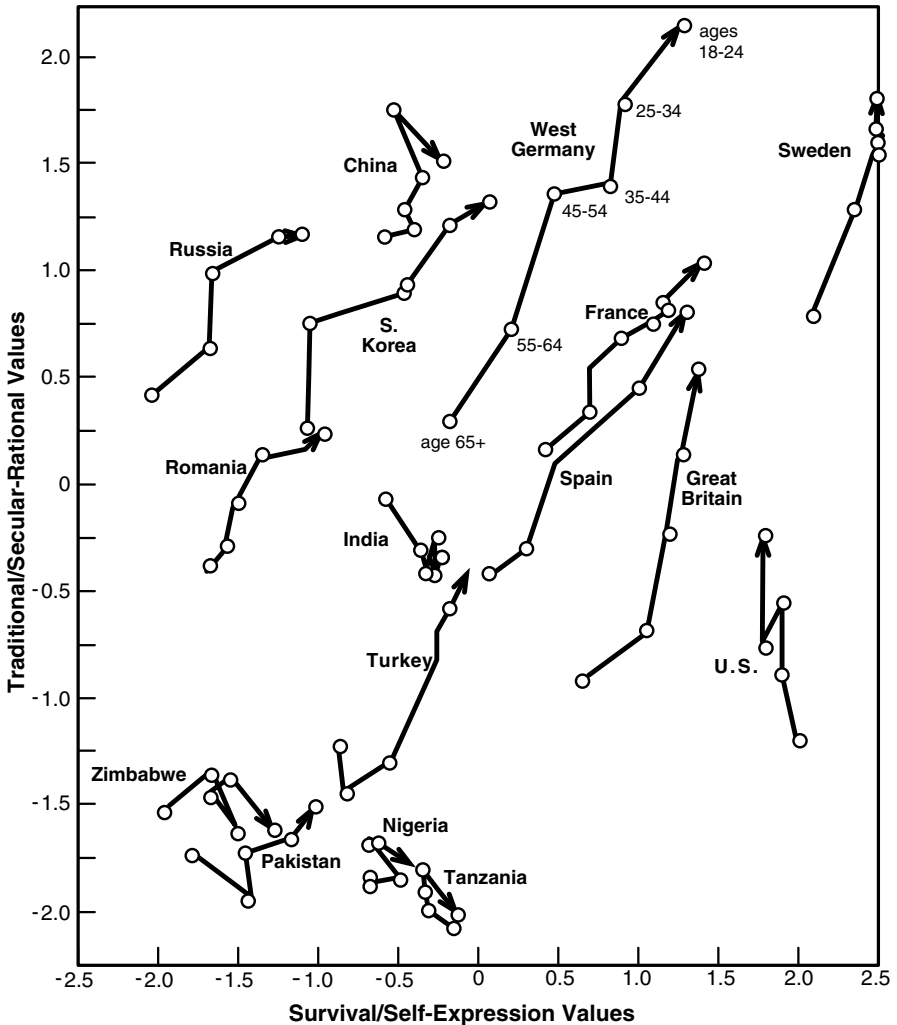 2.0
1.5
1.0
0.5
0
-0.5
-1.0
-1.5
-2.0
Traditional/Secular-Rational Values
ages
18-24
25-34
West
Germany
35-44
45-54
55-64
age 65+
China
Sweden
Russia
S.
Korea
France
Romania
Spain
Great
Britain
India
Turkey
U.S.
Zimbabwe
Pakistan
Nigeria
Tanzania
-2.5 -2.0 -1.5 -1.0 -0.5 0 0.5 1.0 1.5 2.0 2.5
Survival/Self-Expression Values